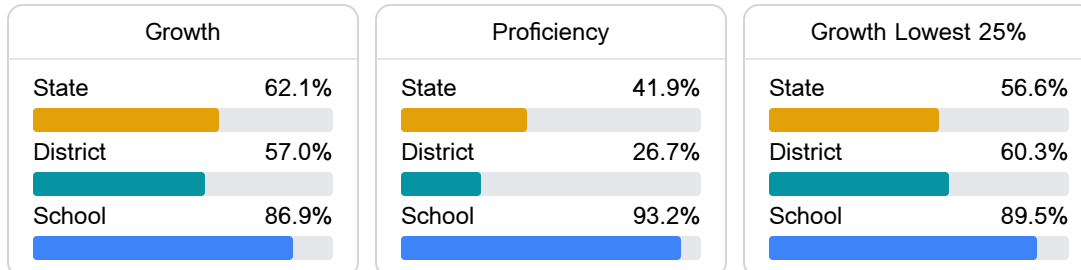 Growth
State 62.1%
District 57.0%
School 86.9%
Proficiency
State 41.9%
District 26.7%
School 93.2%
Growth Lowest 25%
State 56.6%
District 60.3%
School 89.5%